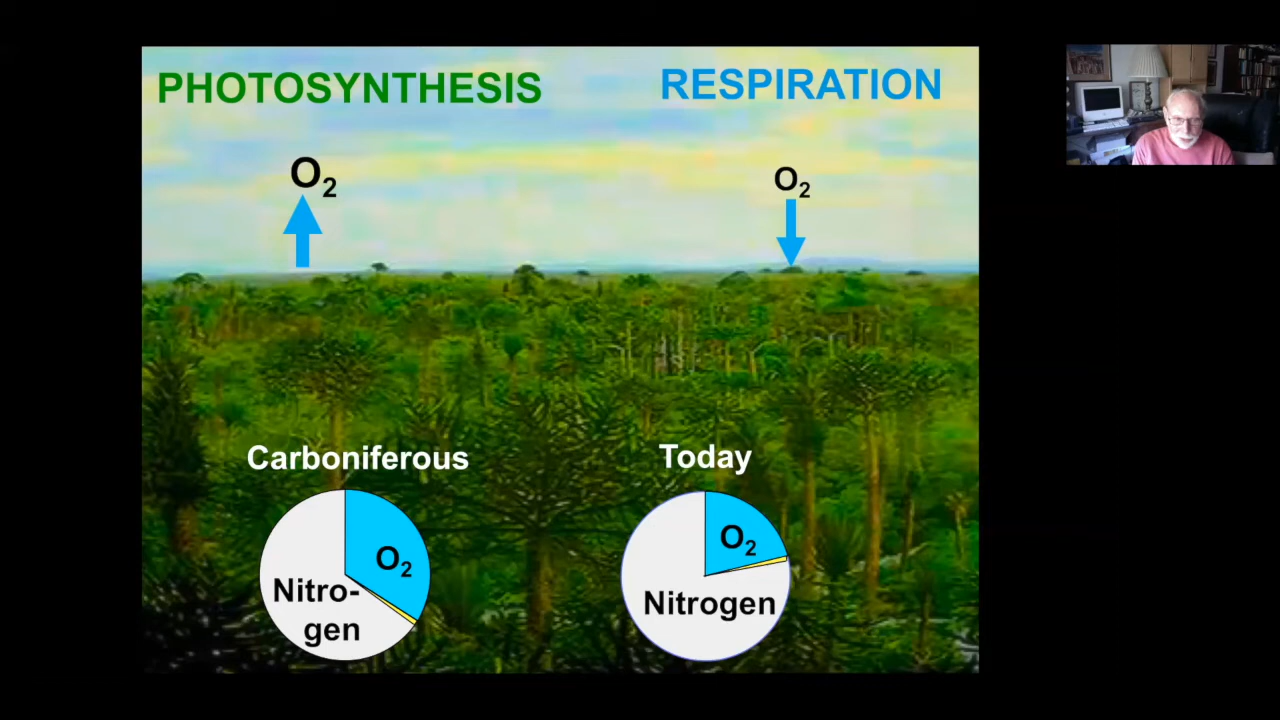 PHOTOSYNTHESIS
RESPIRATION
O₂
O₂
Carboniferous
Today
O₂
Nitro-
gen
O₂
Nitrogen